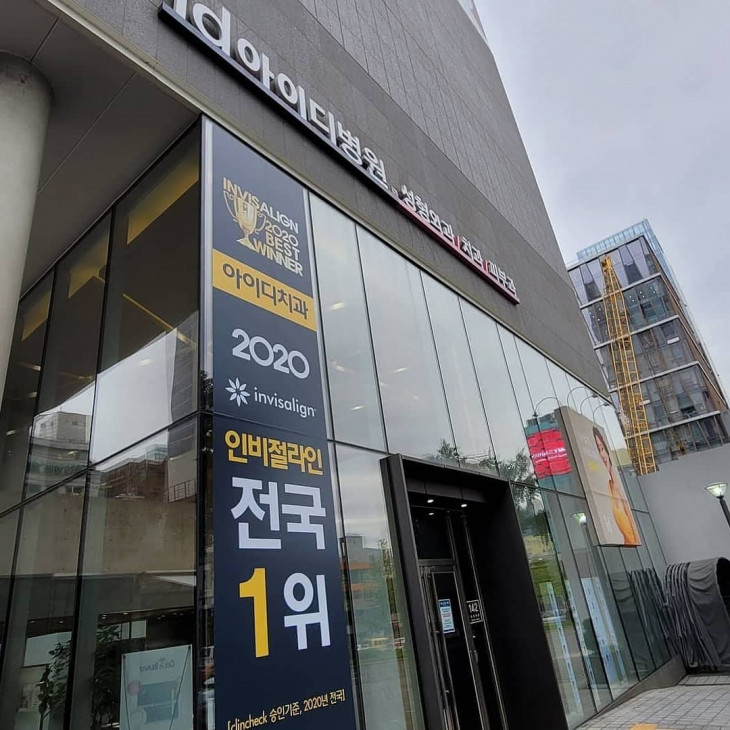 id아이디병원 성형외과 | 치과 | 피부과
INVISALIGN
2020
BEST
WINNER
아이디치과
2020
invisalign
인비절라인
전국
1위
[clincheck 승인기준, 2020년 전국]
142